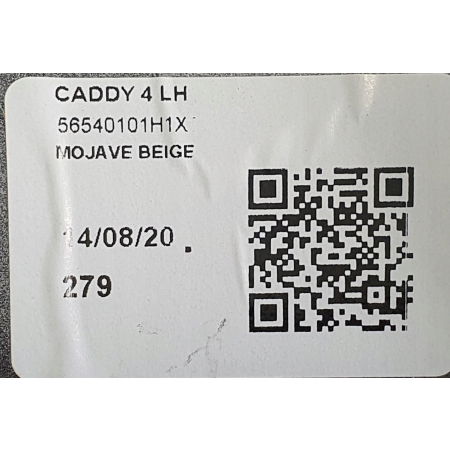 CADDY 4 LH
56540101H1X
MOJAVE BEIGE
14/08/20 .
279